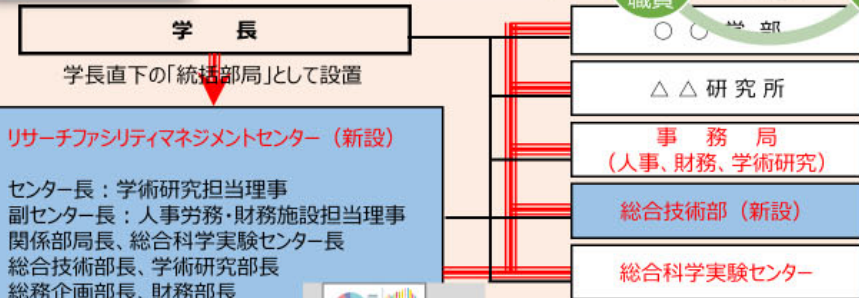 職員
学 長
○ ○ 学 部
学長直下の「統括部局」として設置
△ △ 研 究 所
リサーチファシリティマネジメントセンター（新設）
事 務 局
（人事、財務、学術研究）
センター長：学術研究担当理事
副センター長：人事労務・財務施設担当理事
関係部局長、総合科学実験センター長
総合技術部長、学術研究部長
総務企画部長、財務部長
総合技術部（新設）
総合科学実験センター